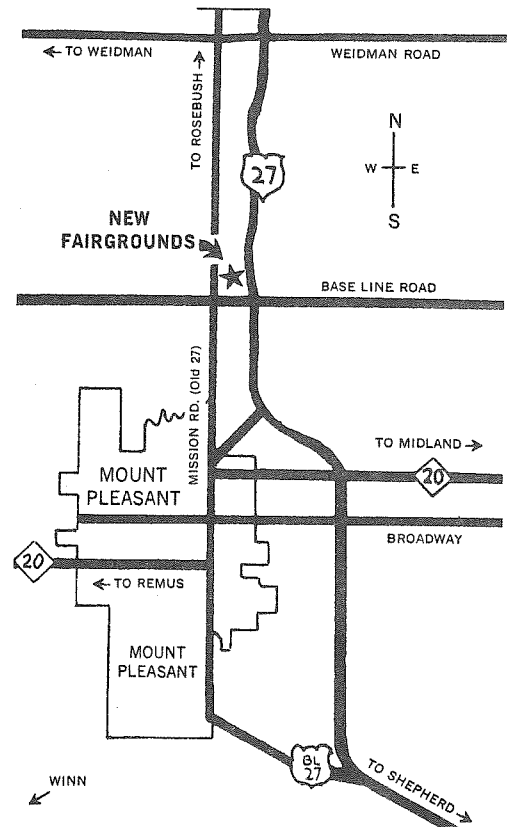 ← TO WEIDMAN
WEIDMAN ROAD
TO ROSEBUSH →
N
W E
S
27
NEW
FAIRGROUNDS
BASE LINE ROAD
MISSION RD. (Old 27)
TO MIDLAND →
20
MOUNT
PLEASANT
BROADWAY
20
← TO REMUS
MOUNT
PLEASANT
BL
27
TO SHEPHERD →
WINN